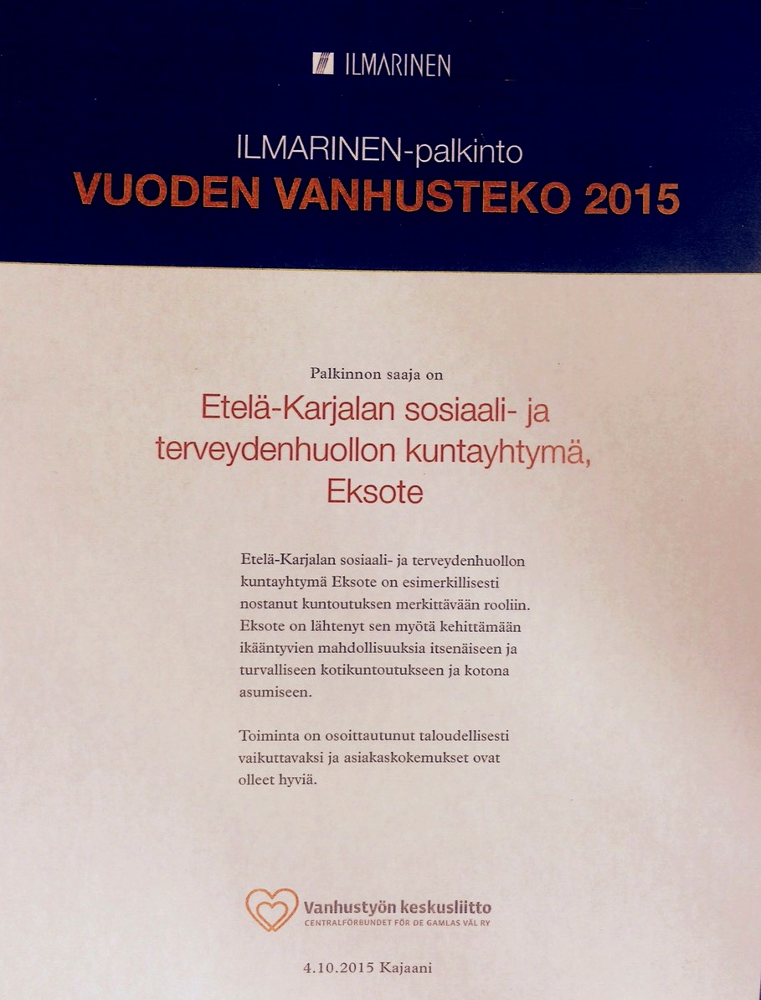 ILMARINEN
ILMARINEN-palkinto
VUODEN VANHUSTEKO 2015
Palkinnon saaja on
Etelä-Karjalan sosiaali- ja
terveydenhuollon kuntayhtymä,
Eksote
Etelä-Karjalan sosiaali- ja terveydenhuollon
kuntayhtymä Eksote on esimerkillisesti
nostanut kuntoutuksen merkittävään rooliin.
Eksote on lähtenyt sen myötä kehittämään
ikääntyvien mahdollisuuksia itsenäiseen ja
turvalliseen kotikuntoutukseen ja kotona
asumiseen.
Toiminta on osoittautunut taloudellisesti
vaikuttavaksi ja asiakaskokemukset ovat
olleet hyviä.
Vanhustyön keskusliitto
CENTRALFÖRBUNDET FÖR DE GAMLAS VÄL RY
4.10.2015 Kajaani